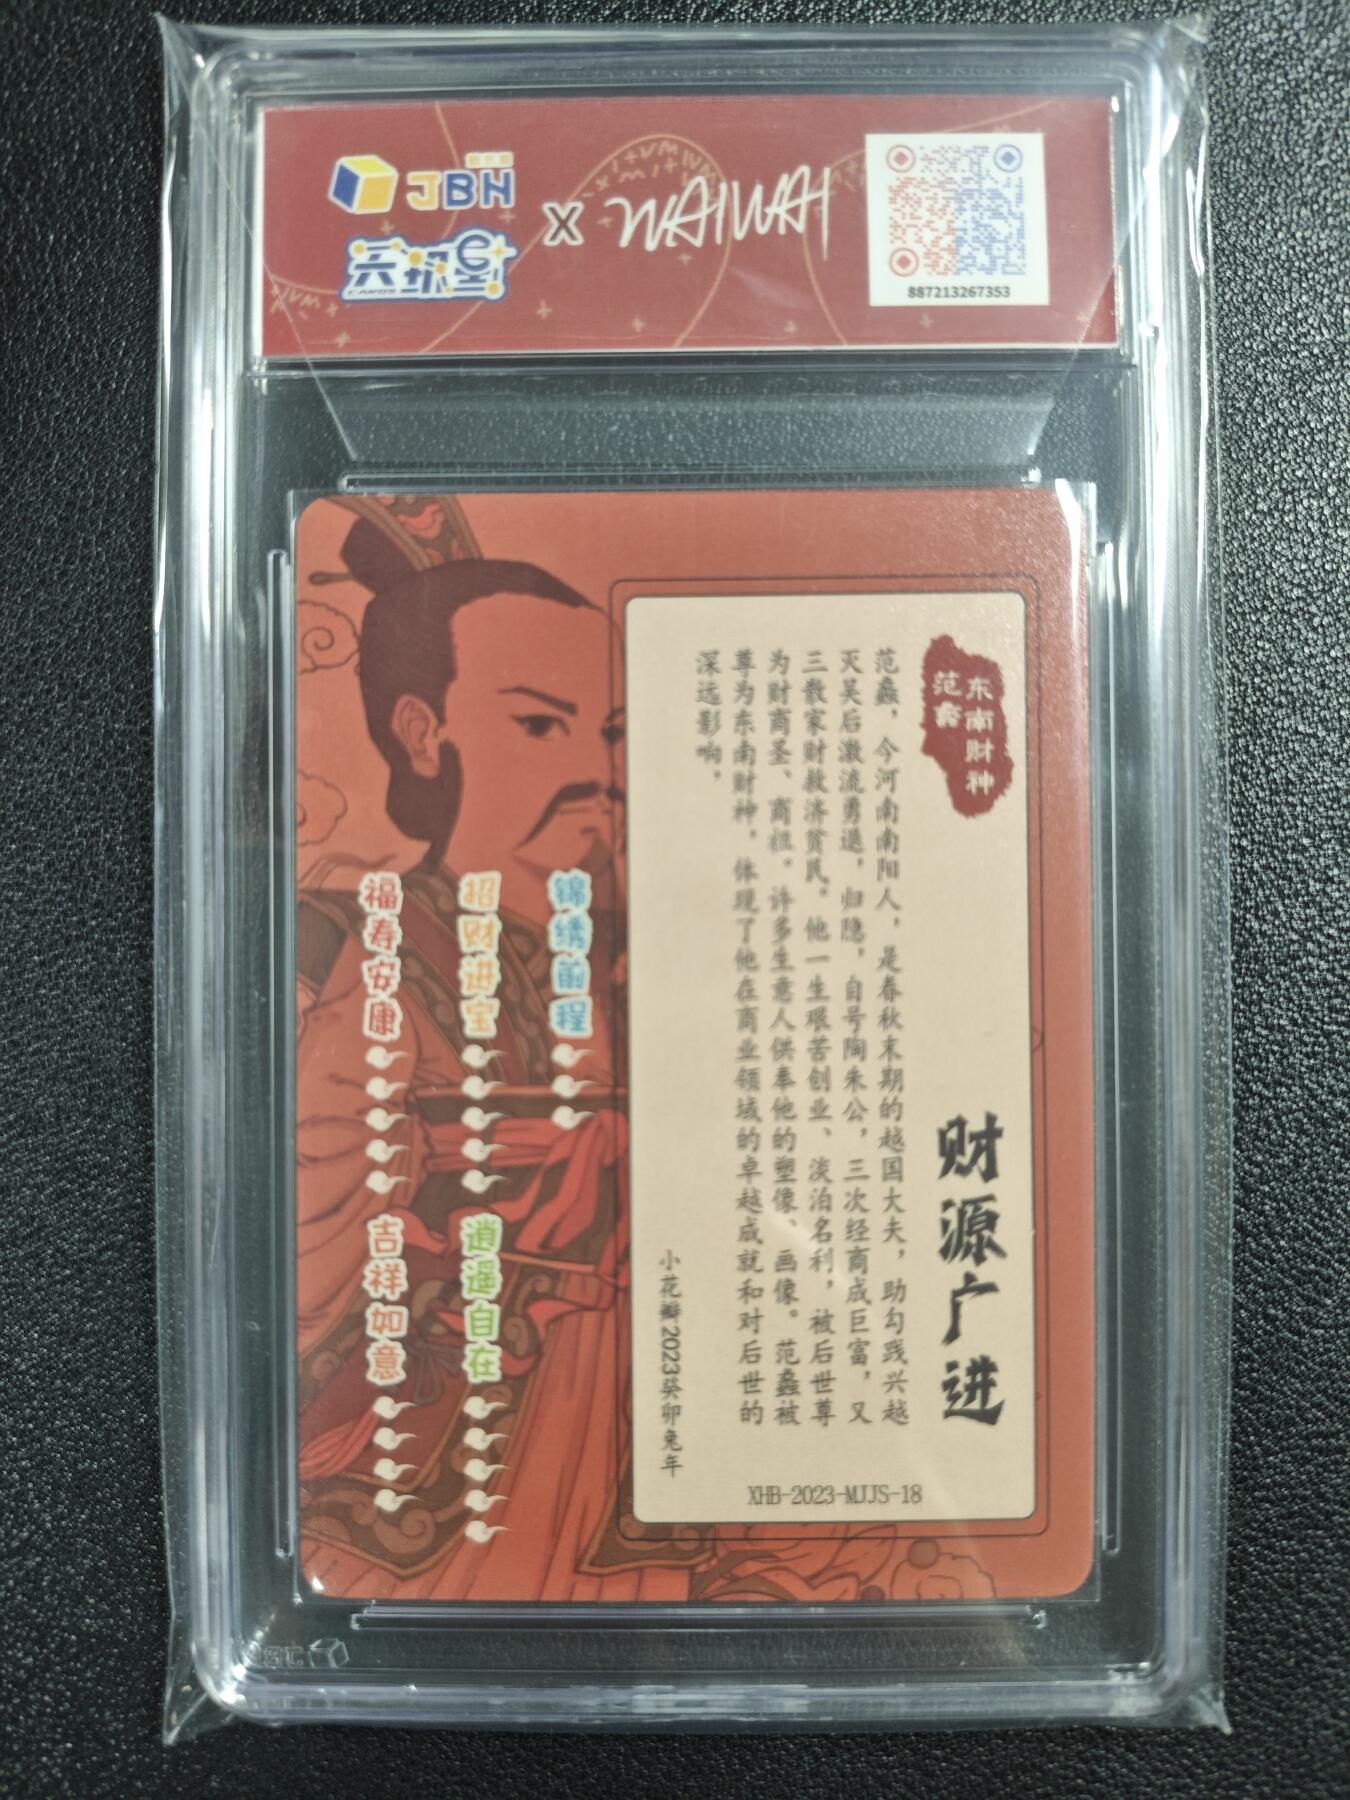 JBH
天邦堂
CARDS
X
WAIWAI
887213267353
东南财神
范蠡
财源广进
范蠡，今河南南阳人，是春秋末期的越国大夫，助勾践兴越
灭吴后激流勇退，归隐，自号陶朱公，三次经商成巨富，又
三散家财救济贫民。他一生艰苦创业、淡泊名利，被后世尊
为财商圣、商祖。许多生意人供奉他的塑像、画像。范蠡被
尊为东南财神，体现了他在商业领域的卓越成就和对后世的
深远影响，
小花瓣2023癸卯兔年
XHB-2023-MJJS-18
锦绣前程
招财进宝
逍遥自在
福寿安康
吉祥如意